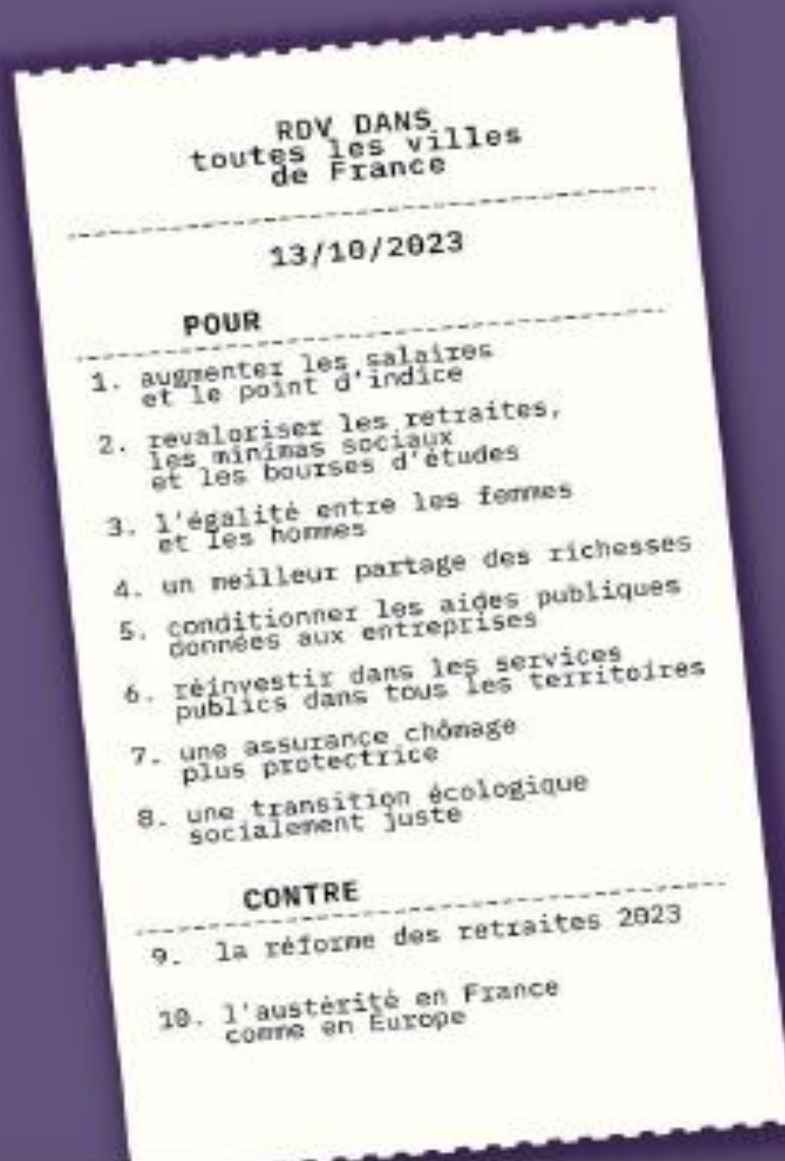 RDV DANS
toutes les villes
de France
13/10/2023
POUR
1. augmenter les salaires
et le point d'indice
2. revaloriser les retraites,
les minimas sociaux
et les bourses d'études
3. l'égalité entre les femmes
et les hommes
4. un meilleur partage des richesses
5. conditionner les aides publiques
données aux entreprises
6. réinvestir dans les services
publics dans tous les territoires
7. une assurance chômage
plus protectrice
8. une transition écologique
socialement juste
CONTRE
9. la réforme des retraites 2023
10. l'austérité en France
comme en Europe